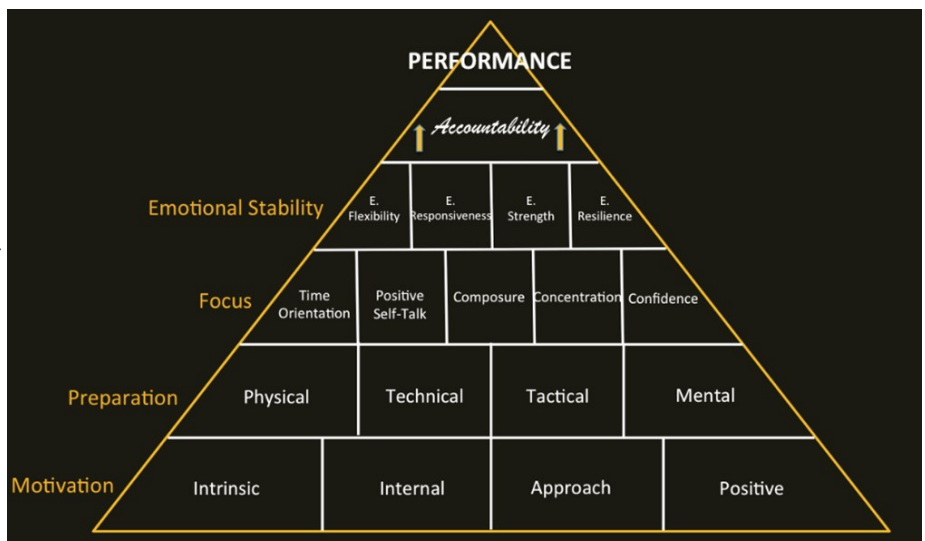 PERFORMANCE
Accountability
Emotional Stability
E.
Flexibility
E.
Responsiveness
E.
Strength
E.
Resilience
Focus
Time
Orientation
Positive
Self-Talk
Composure
Concentration
Confidence
Preparation
Physical
Technical
Tactical
Mental
Motivation
Intrinsic
Internal
Approach
Positive